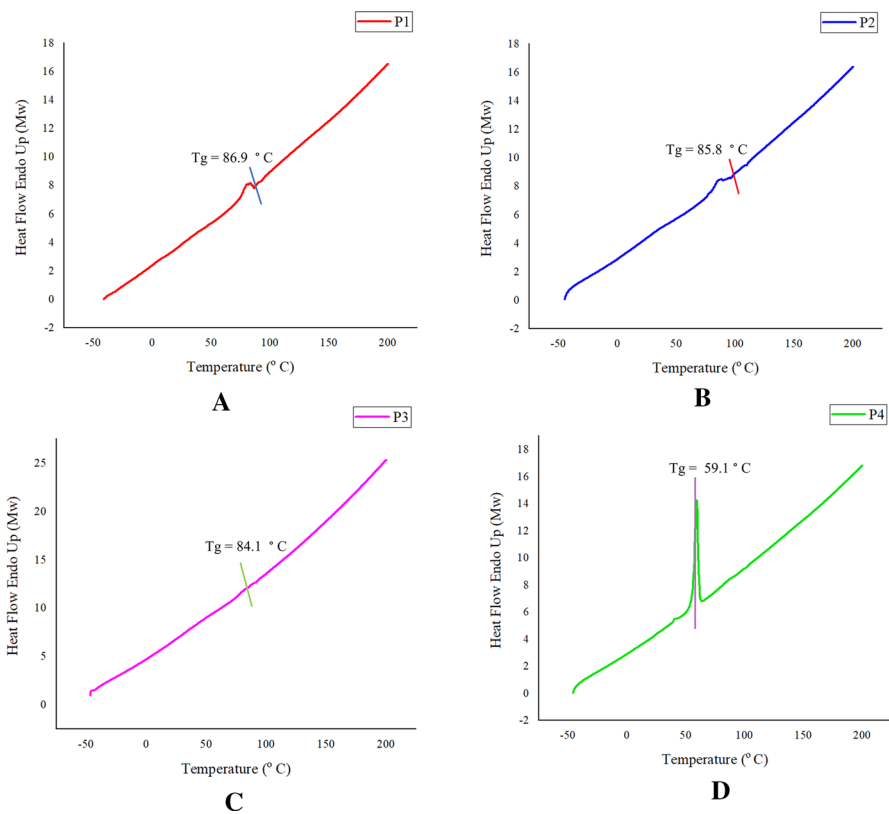 P1
18
16
14
12
10
8
6
4
2
0
-2
Heat Flow Endo Up (Mw)
Tg = 86.9 ° C
-50 0 50 100 150 200
Temperature (° C)
A
P2
18
16
14
12
10
8
6
4
2
0
-2
Heat Flow Endo Up (Mw)
Tg = 85.8 ° C
-50 0 50 100 150 200
Temperature (° C)
B
P3
25
20
15
10
5
0
Heat Flow Endo Up (Mw)
Tg = 84.1 ° C
-50 0 50 100 150 200
Temperature (° C)
C
P4
18
16
14
12
10
8
6
4
2
0
-2
Heat Flow Endo Up (Mw)
Tg = 59.1 ° C
-50 0 50 100 150 200
Temperature (° C)
D